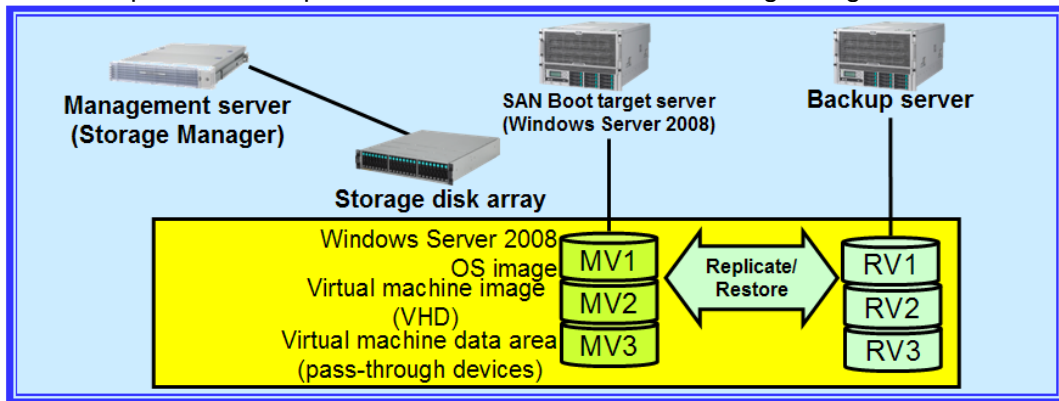 Management server
(Storage Manager)
SAN Boot target server
(Windows Server 2008)
Backup server
Storage disk array
Windows Server 2008
OS image
Virtual machine image
(VHD)
Virtual machine data area
(pass-through devices)
MV1
MV2
MV3
Replicate/
Restore
RV1
RV2
RV3